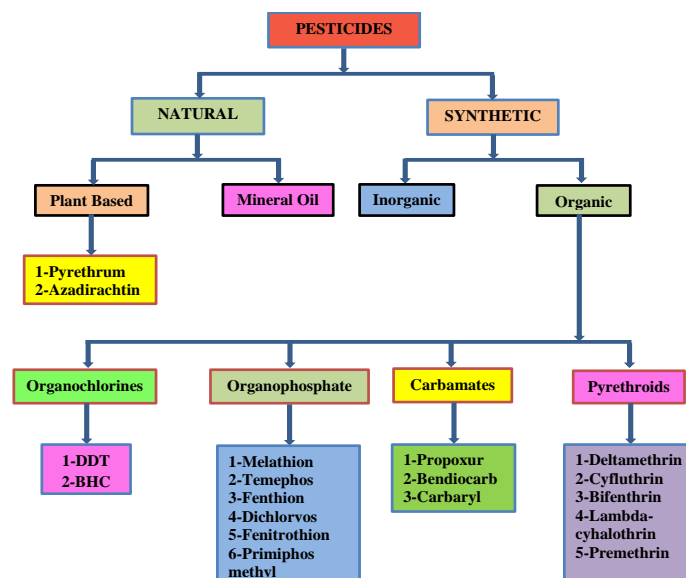 PESTICIDES
NATURAL
SYNTHETIC
Plant Based
Mineral Oil
Inorganic
Organic
1-Pyrethrum
2-Azadirachtin
Organochlorines
Organophosphate
Carbamates
Pyrethroids
1-DDT
2-BHC
1-Melathion
2-Temephos
3-Fenthion
4-Dichlorvos
5-Fenitrothion
6-Primiphos
methyl
1-Propoxur
2-Bendiocarb
3-Carbaryl
1-Deltamethrin
2-Cyfluthrin
3-Bifenthrin
4-Lambda-
cyhalothrin
5-Premethrin